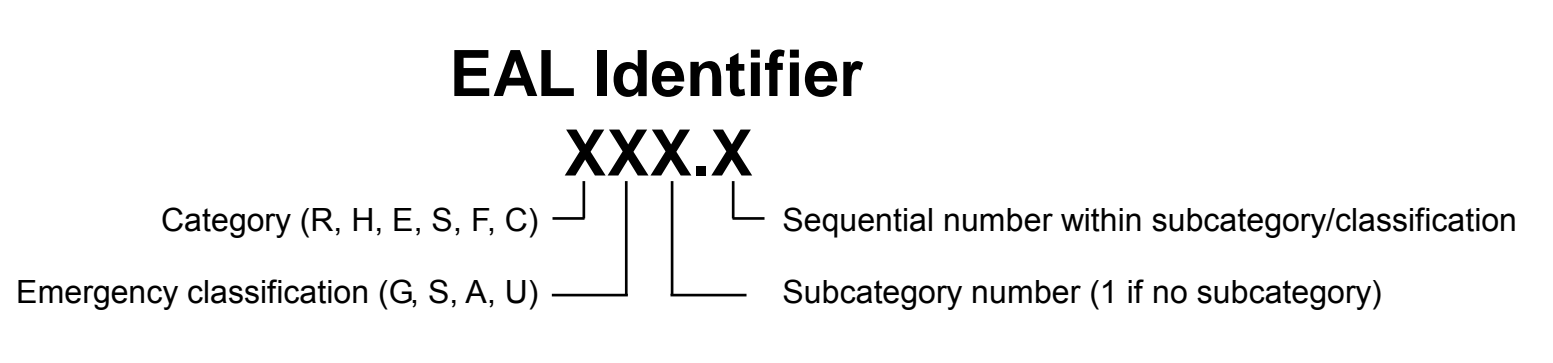 EAL Identifier
XXX.X
Category (R, H, E, S, F, C)
Sequential number within subcategory/classification
Emergency classification (G, S, A, U)
Subcategory number (1 if no subcategory)